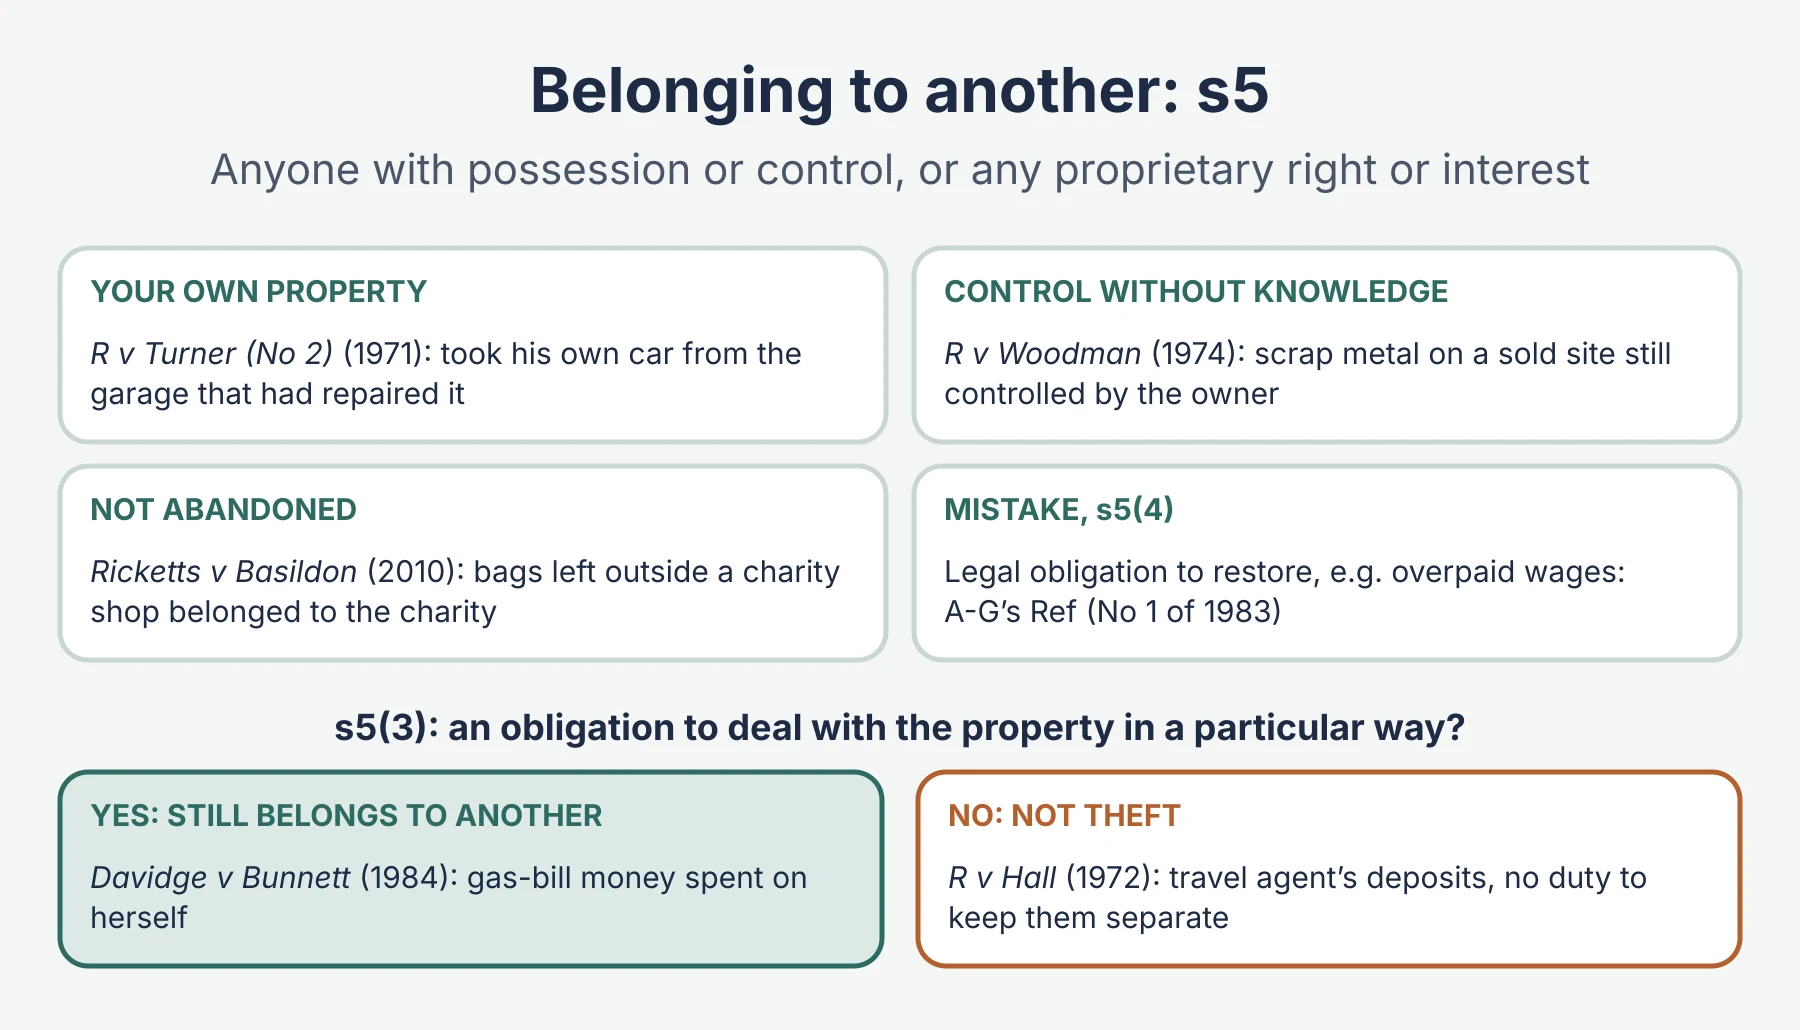 Belonging to another: s5
Anyone with possession or control, or any proprietary right or interest
YOUR OWN PROPERTY
R v Turner (No 2) (1971): took his own car from the
garage that had repaired it
CONTROL WITHOUT KNOWLEDGE
R v Woodman (1974): scrap metal on a sold site still
controlled by the owner
NOT ABANDONED
Ricketts v Basildon (2010): bags left outside a charity
shop belonged to the charity
MISTAKE, s5(4)
Legal obligation to restore, e.g. overpaid wages:
A-G’s Ref (No 1 of 1983)
s5(3): an obligation to deal with the property in a particular way?
YES: STILL BELONGS TO ANOTHER
Davidge v Bunnett (1984): gas-bill money spent on
herself
NO: NOT THEFT
R v Hall (1972): travel agent’s deposits, no duty to
keep them separate